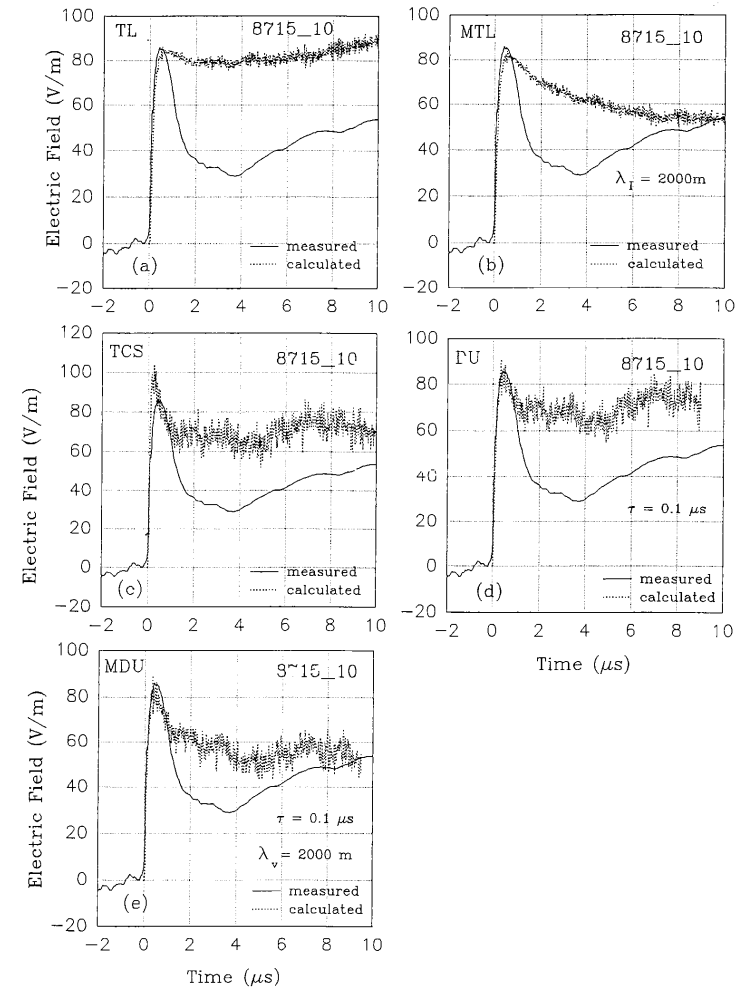 TL
8715_10
Electric Field (V/m)
100
80
60
40
20
0
−20
measured
calculated
(a)
−2 0 2 4 6 8 10
MTL
8715_10
100
80
60
40
20
0
−20
λI = 2000m
measured
calculated
(b)
−2 0 2 4 6 8 10
TCS
8715_10
Electric Field (V/m)
120
100
80
60
40
20
0
−20
measured
calculated
(c)
−2 0 2 4 6 8 10
8715_10
100
80
60
40
20
0
−20
τ = 0.1 μs
measured
calculated
(d)
−2 0 2 4 6 8 10
Time (μs)
MDU
15_10
Electric Field (V/m)
100
80
60
40
20
0
−20
τ = 0.1 μs
λv = 2000 m
measured
calculated
(e)
−2 0 2 4 6 8 10
Time (μs)